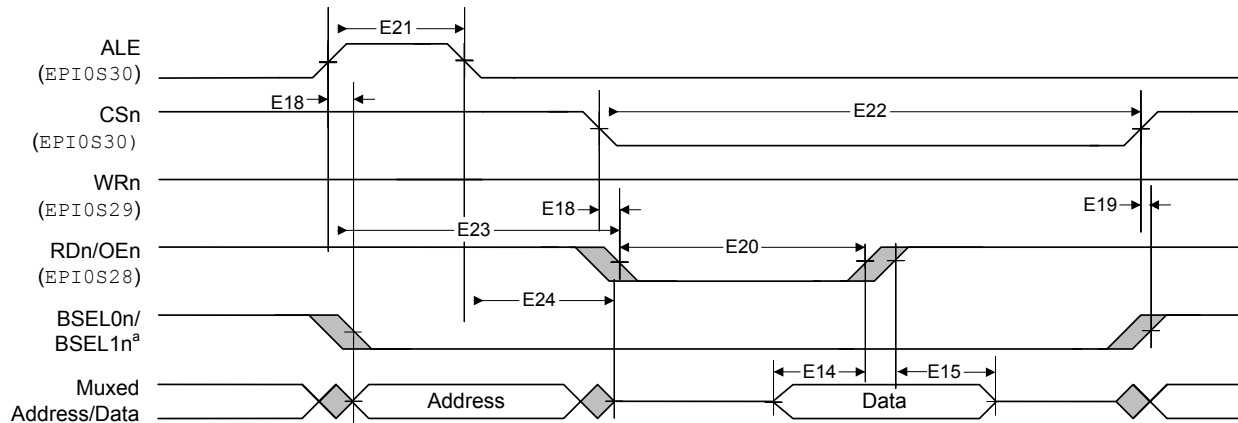 E21
ALE
(EPI0S30)
E18
CSn
E22
(EPI0S30)
WRn
(EPI0S29)
E18
E19
E23
RDn/OEn
E20
(EPI0S28)
E24
BSEL0n/
BSEL1nᵃ
E14
E15
Muxed
Address/Data
Address
Data